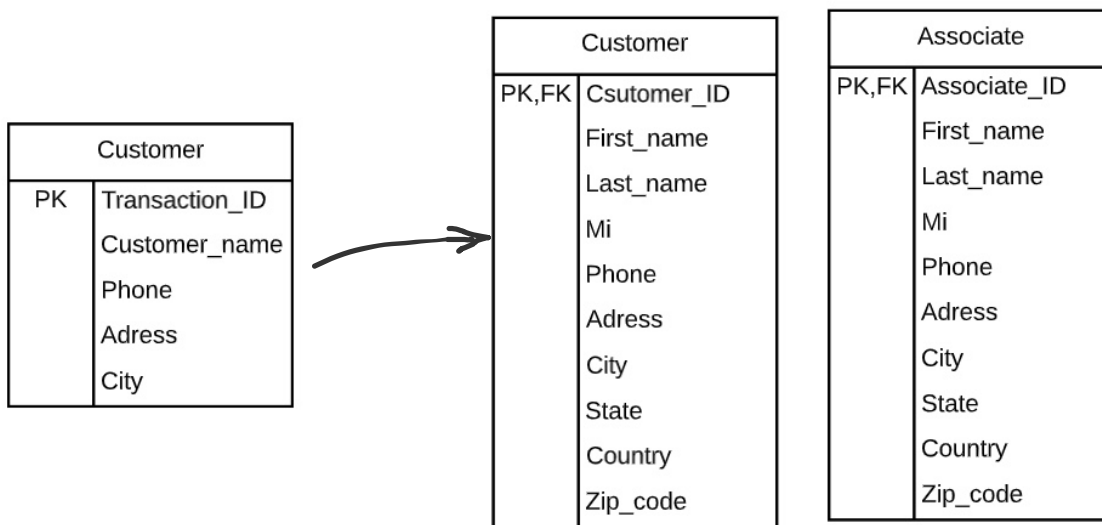 Customer
PK Transaction_ID
Customer_name
Phone
Adress
City
Customer
PK,FK Csutomer_ID
First_name
Last_name
Mi
Phone
Adress
City
State
Country
Zip_code
Associate
PK,FK Associate_ID
First_name
Last_name
Mi
Phone
Adress
City
State
Country
Zip_code